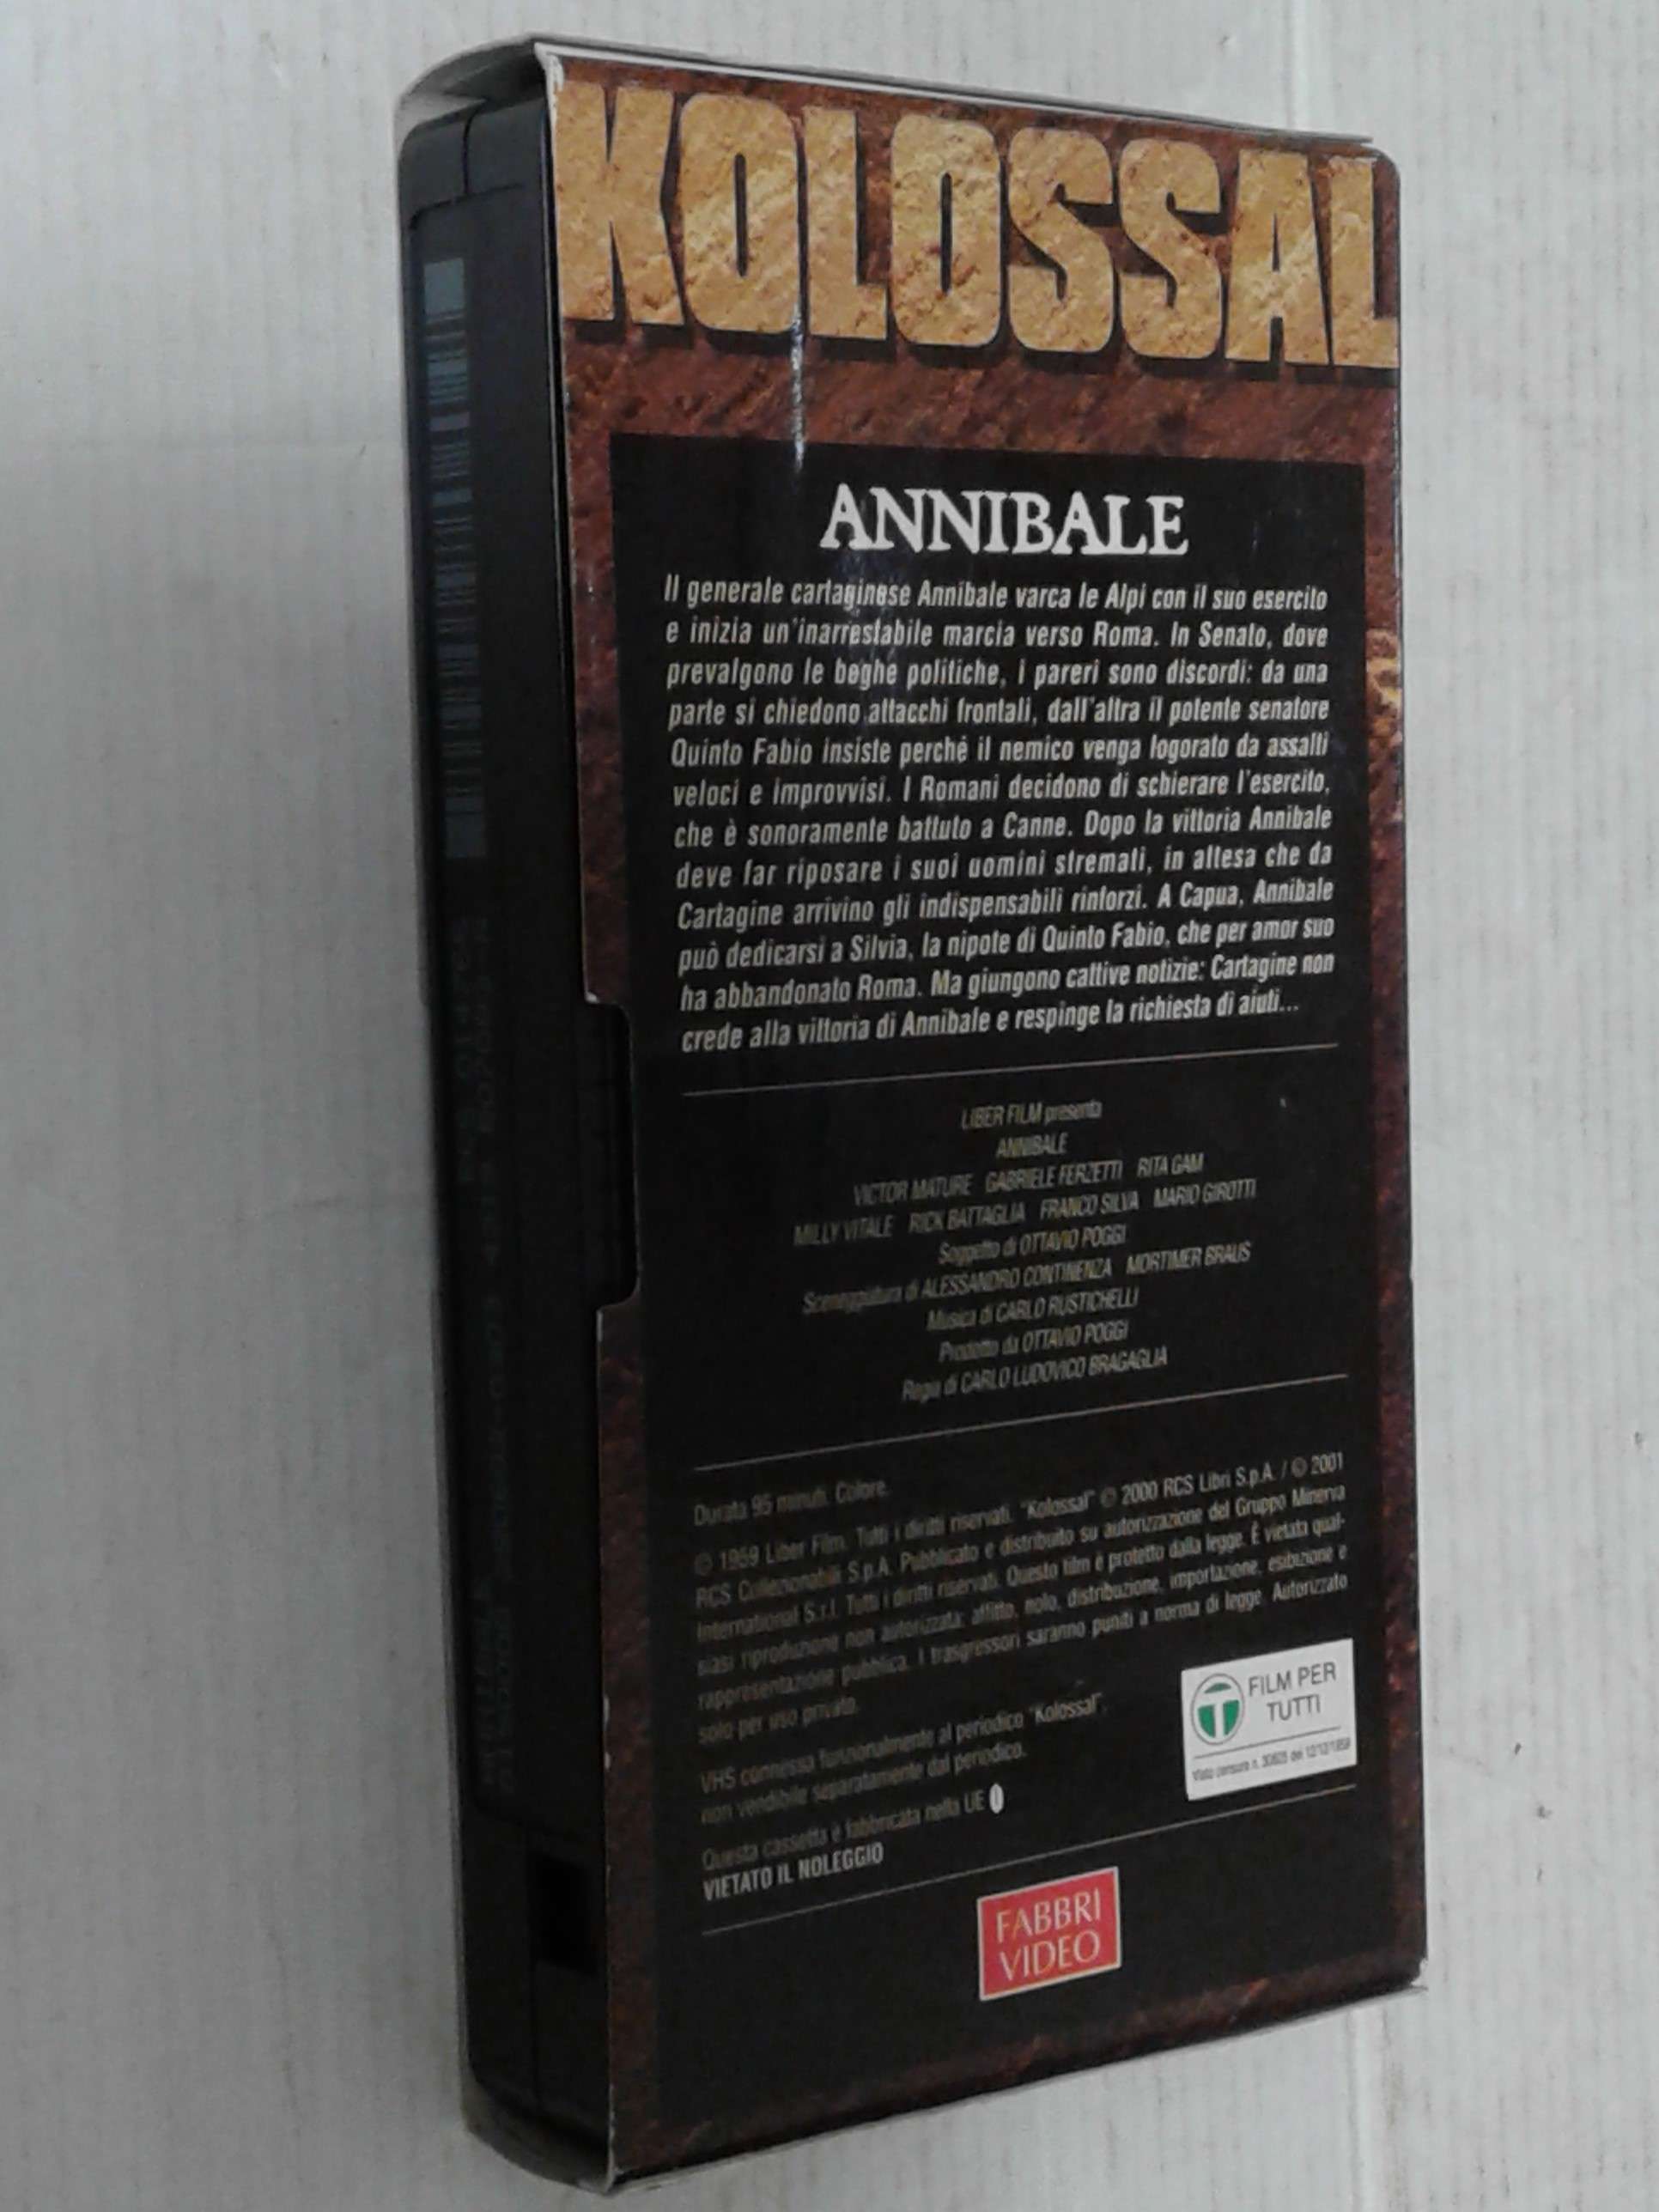 KOLOSSAL
ANNIBALE
Il generale cartaginese Annibale varca le Alpi con il suo esercito
e inizia un'inarrestabile marcia verso Roma. In Senato, dove
prevalgono le beghe politiche, i pareri sono discordi: da una
parte si chiedono attacchi frontali, dall'altra il potente senatore
Quinto Fabio insiste perchè il nemico venga logorato da assalti
veloci e improvvisi. I Romani decidono di schierare l'esercito,
che è sonoramente battuto a Canne. Dopo la vittoria Annibale
deve far riposare i suoi uomini stremati, in attesa che da
Cartagine arrivino gli indispensabili rinforzi. A Capua, Annibale
può dedicarsi a Silvia, la nipote di Quinto Fabio, che per amor suo
ha abbandonato Roma. Ma giungono cattive notizie: Cartagine non
crede alla vittoria di Annibale e respinge la richiesta di aiuti...
LIBER FILM presenta
ANNIBALE
VICTOR MATURE GABRIELE FERZETTI RITA GAM
MILLY VITALE RICK BATTAGLIA FRANCO SILVA MARIO GIROTTI
Soggetto di OTTAVIO POGGI
Sceneggiatura di ALESSANDRO CONTINENZA MORTIMER BRAUS
Musica di CARLO RUSTICHELLI
Prodotto da OTTAVIO POGGI
Regia di CARLO LUDOVICO BRAGAGLIA
Durata 95 minuti. Colore.
© 1959 Liber Film. Tutti i diritti riservati. "Kolossal" © 2000 RCS Libri S.p.A. / © 2001
RCS Collezionabili S.p.A. Pubblicato e distribuito su autorizzazione del Gruppo Minerva
International S.r.l. Tutti i diritti riservati. Questo film è protetto dalla legge. È vietata qual-
siasi riproduzione non autorizzata: affitto, nolo, distribuzione, importazione, esibizione e
rappresentazione pubblica. I trasgressori saranno puniti a norma di legge. Autorizzato
solo per uso privato.
VHS connessa funzionalmente al periodico "Kolossal",
non vendibile separatamente dal periodico.
Questa cassetta è fabbricata nella UE
VIETATO IL NOLEGGIO
T FILM PER
TUTTI
Visto censura n.
FABBRI
VIDEO